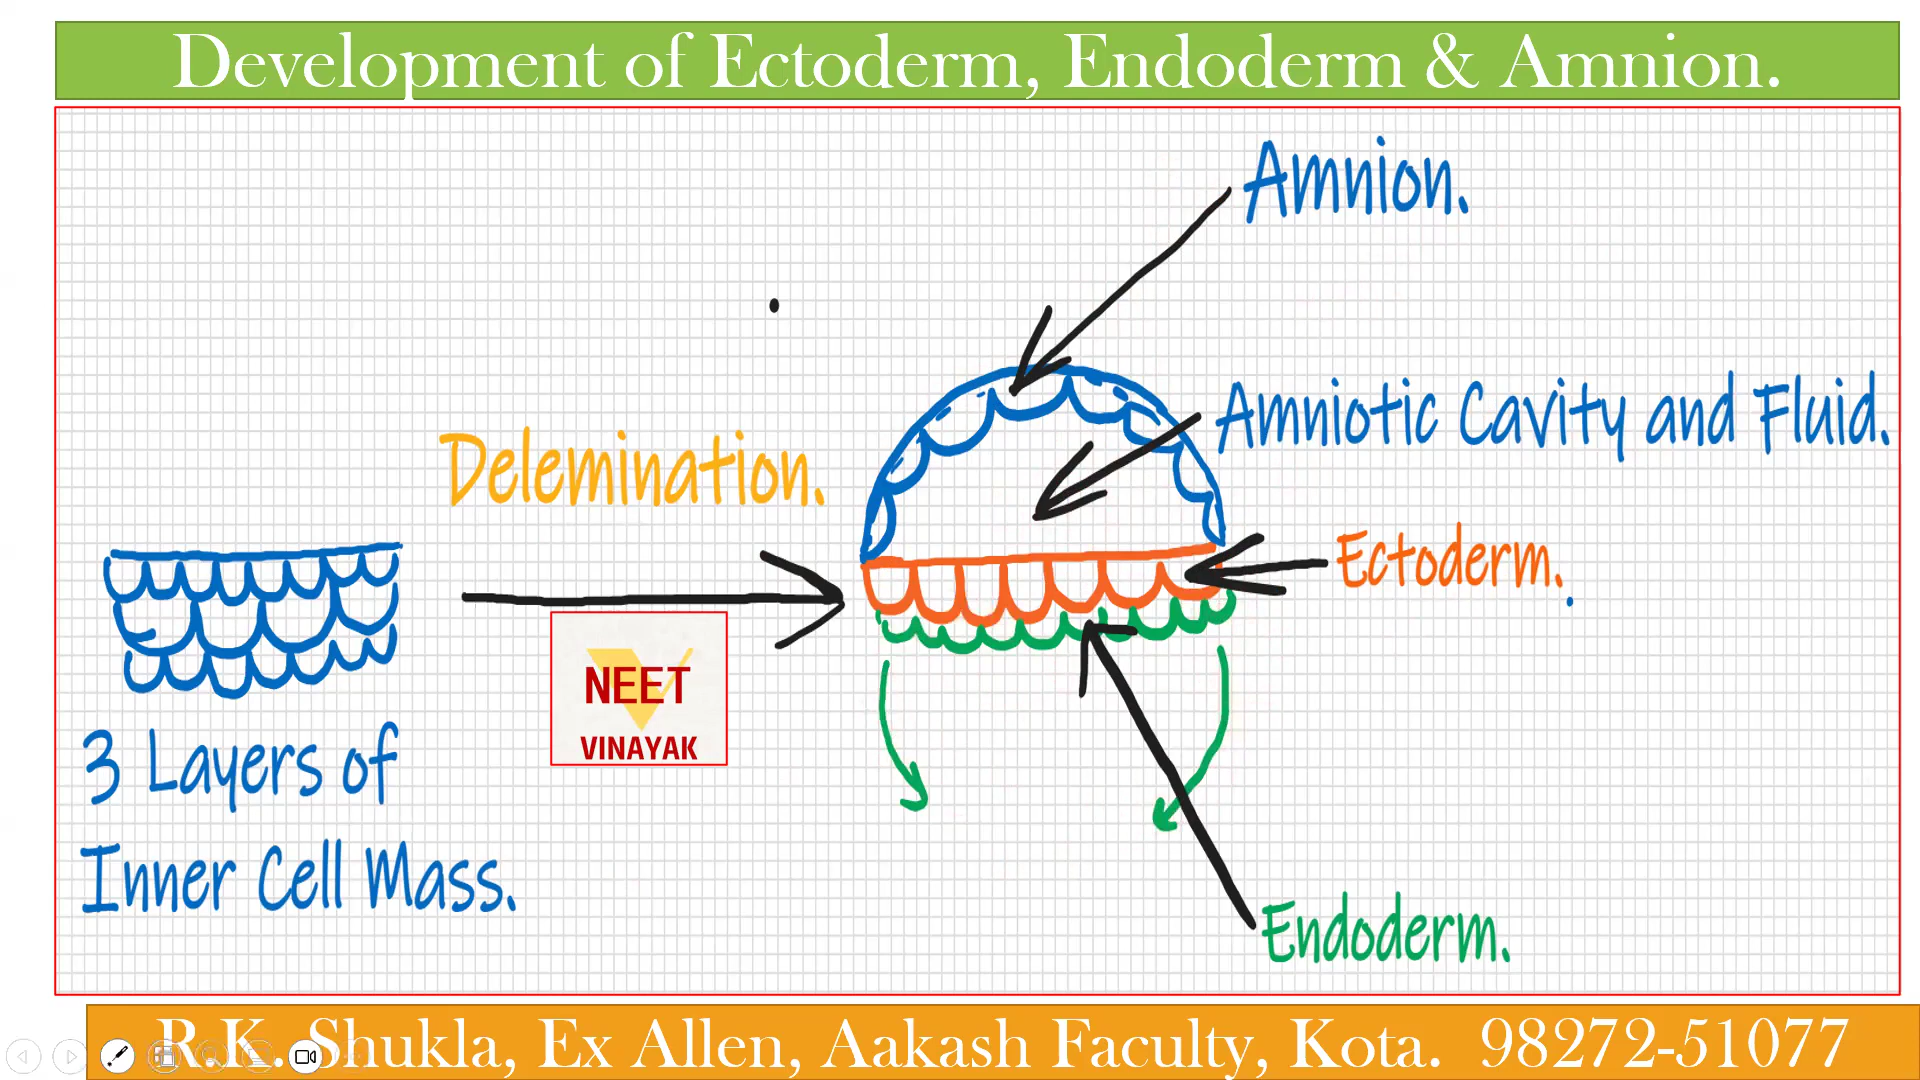 Development of Ectoderm, Endoderm & Amnion.
Amnion.
Amniotic Cavity and Fluid.
Delemination.
Ectoderm.
NEET
VINAYAK
3 Layers of
Inner Cell Mass.
Endoderm.
R.K. Shukla, Ex Allen, Aakash Faculty, Kota. 98272-51077